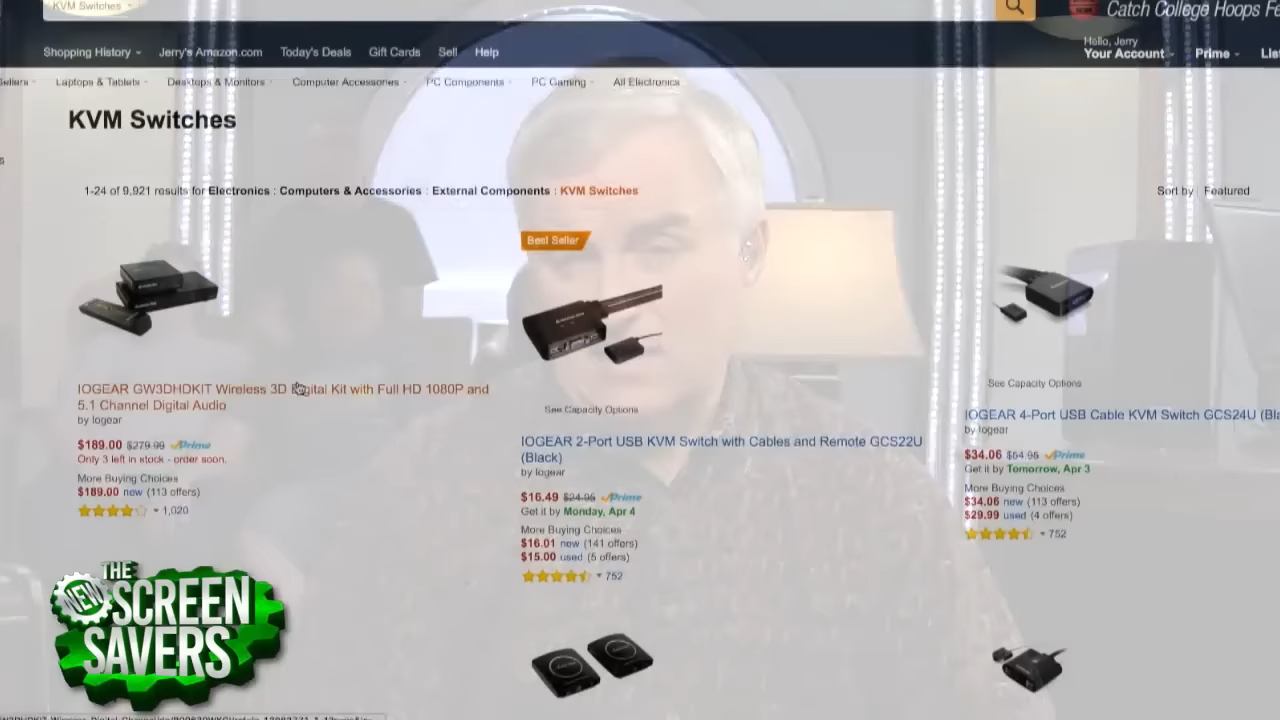 KVM Switches
Catch College Hoops
Shopping History Jerry's Amazon.com Today's Deals Gift Cards Sell Help
Hello, Jerry
Your Account Prime
Laptops & Tablets Desktops & Monitors Computer Accessories PC Components PC Gaming All Electronics
KVM Switches
1-24 of 9,921 results for Electronics : Computers & Accessories : External Components : KVM Switches
Sort by Featured
Best Seller
IOGEAR GW3DHDKIT Wireless 3D Digital Kit with Full HD 1080P and
5.1 Channel Digital Audio
by Iogear
$189.00 $279.99 Prime
Only 3 left in stock - order soon.
More Buying Choices
$189.00 new (113 offers)
1,020
See Capacity Options
IOGEAR 2-Port USB KVM Switch with Cables and Remote GCS22U
(Black)
by Iogear
$16.49 $24.95 Prime
Get it by Monday, Apr 4
More Buying Choices
$16.01 new (141 offers)
$15.00 used (5 offers)
752
See Capacity Options
IOGEAR 4-Port USB Cable KVM Switch GCS24U
by Iogear
$34.06 $64.95 Prime
Get it by Tomorrow, Apr 3
More Buying Choices
$34.06 new (113 offers)
$29.99 used (4 offers)
752
THE
NEW SCREEN
SAVERS